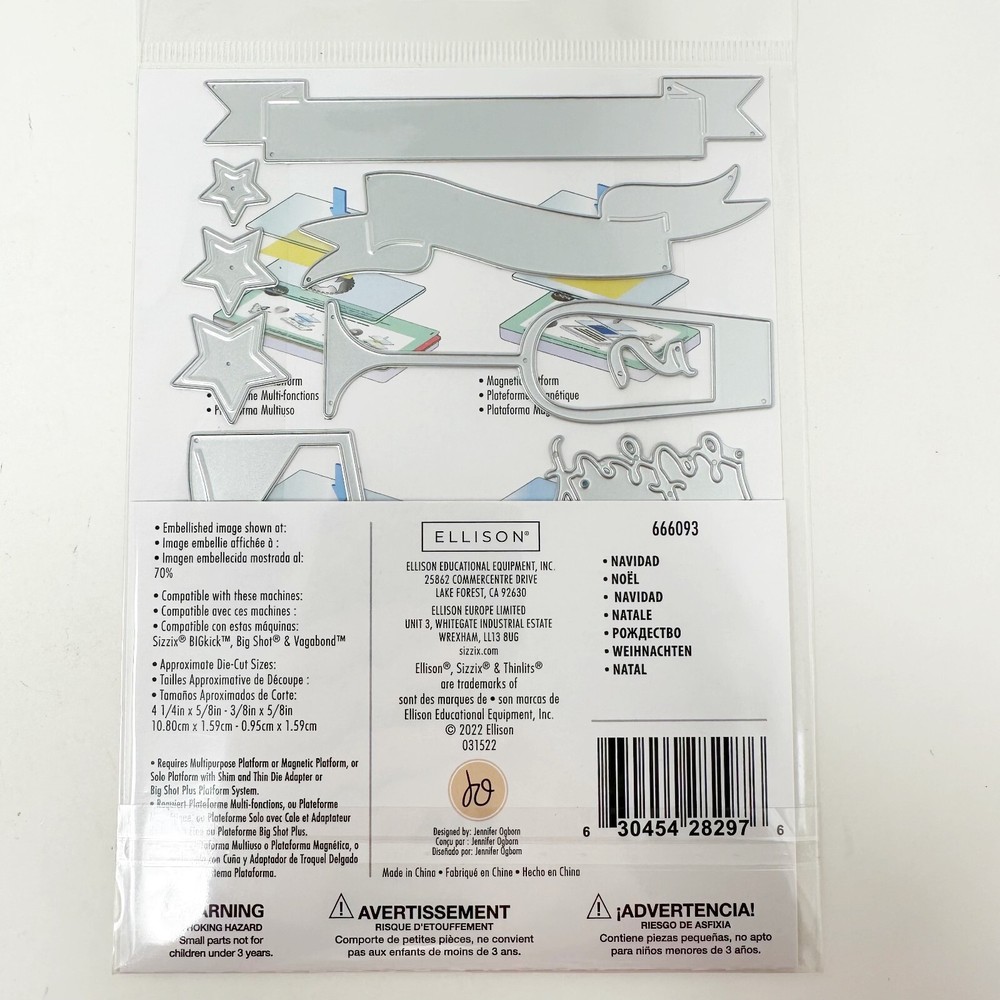 • Magnetic
Multi-fonctions
• Plateforme
Plataforma Multiuso
• Plataforma
• Embellished image shown at:
• Image embellie affichée à :
• Imagen embellecida mostrada al:
70%
• Compatible with these machines:
• Compatible avec ces machines :
• Compatible con estas máquinas:
Sizzix® BIGkick™, Big Shot® & Vagabond™
• Approximate Die-Cut Sizes:
• Tailles Approximative de Découpe :
• Tamaños Aproximados de Corte:
4 1/4in x 5/8in - 3/8in x 5/8in
10.80cm x 1.59cm - 0.95cm x 1.59cm
• Requires Multipurpose Platform or Magnetic Platform, or
Solo Platform with Shim and Thin Die Adapter or
Big Shot Plus Platform System.
• Requiert Plateforme Multi-fonctions, ou Plateforme
ou Plateforme Solo avec Cale et Adaptateur
ou Plateforme Big Shot Plus.
Multiuso o Plataforma Magnética, o
con Cuña y Adaptador de Troquel Delgado
Plataforma.
ELLISON®
ELLISON EDUCATIONAL EQUIPMENT, INC.
25862 COMMERCENTRE DRIVE
LAKE FOREST, CA 92630
ELLISON EUROPE LIMITED
UNIT 3, WHITEGATE INDUSTRIAL ESTATE
WREXHAM, LL13 8UG
sizzix.com
Ellison®, Sizzix® & Thinlits®
are trademarks of
sont des marques de • son marcas de
Ellison Educational Equipment, Inc.
© 2022 Ellison
031522
jo
Designed by: Jennifer Ogborn
Conçu par : Jennifer Ogborn
Diseñado por: Jennifer Ogborn
Made in China • Fabriqué en Chine • Hecho en China
666093
• NAVIDAD
• NOËL
• NAVIDAD
• NATALE
• РОЖДЕСТВО
• WEIHNACHTEN
• NATAL
6 30454 28297 6
WARNING
CHOKING HAZARD
Small parts not for
children under 3 years.
AVERTISSEMENT
RISQUE D'ETOUFFEMENT
Comporte de petites pièces, ne convient
pas aux enfants de moins de 3 ans.
¡ADVERTENCIA!
RIESGO DE ASFIXIA
Contiene piezas pequeñas, no apto
para niños menores de 3 años.